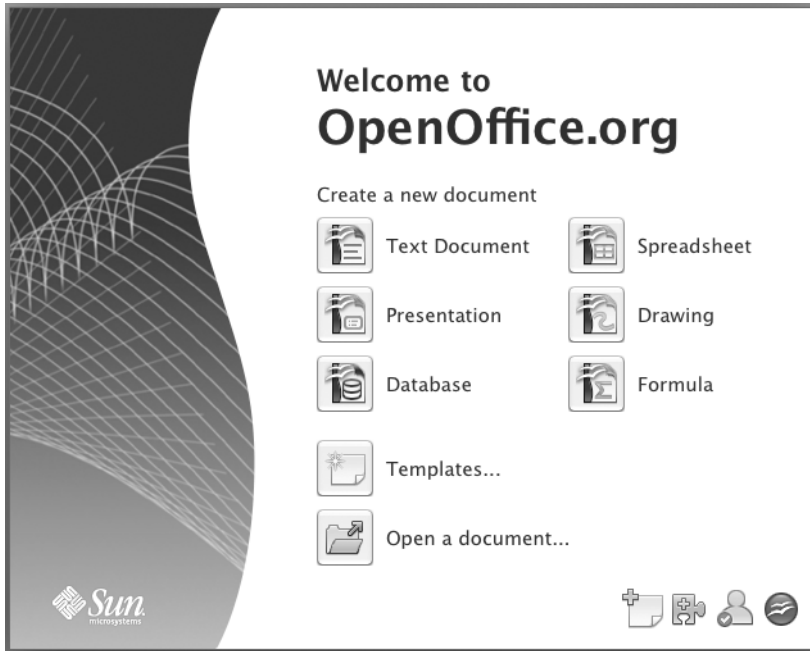 Welcome to
OpenOffice.org
Create a new document
Text Document
Spreadsheet
Presentation
Drawing
Database
Formula
Templates...
Open a document...
Sun
microsystems